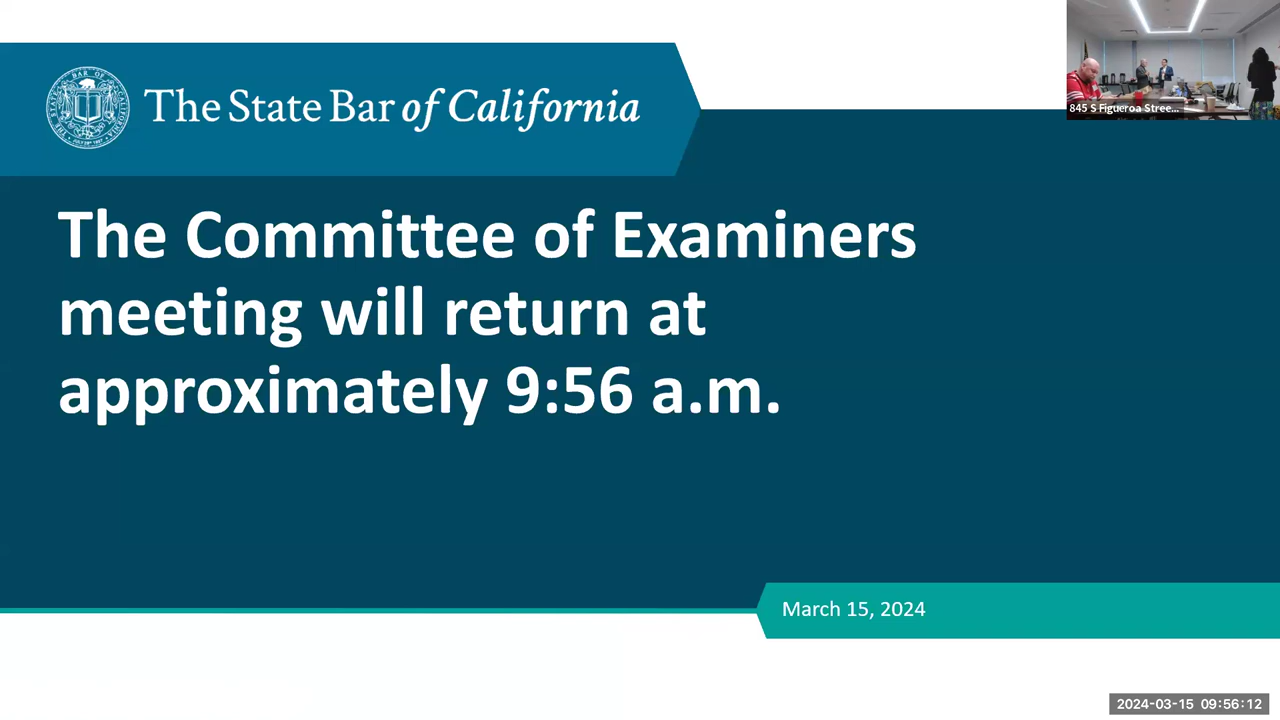 845 S Figueroa Stree...
The State Bar of California
The Committee of Examiners
meeting will return at
approximately 9:56 a.m.
March 15, 2024
2024-03-15 09:56:12